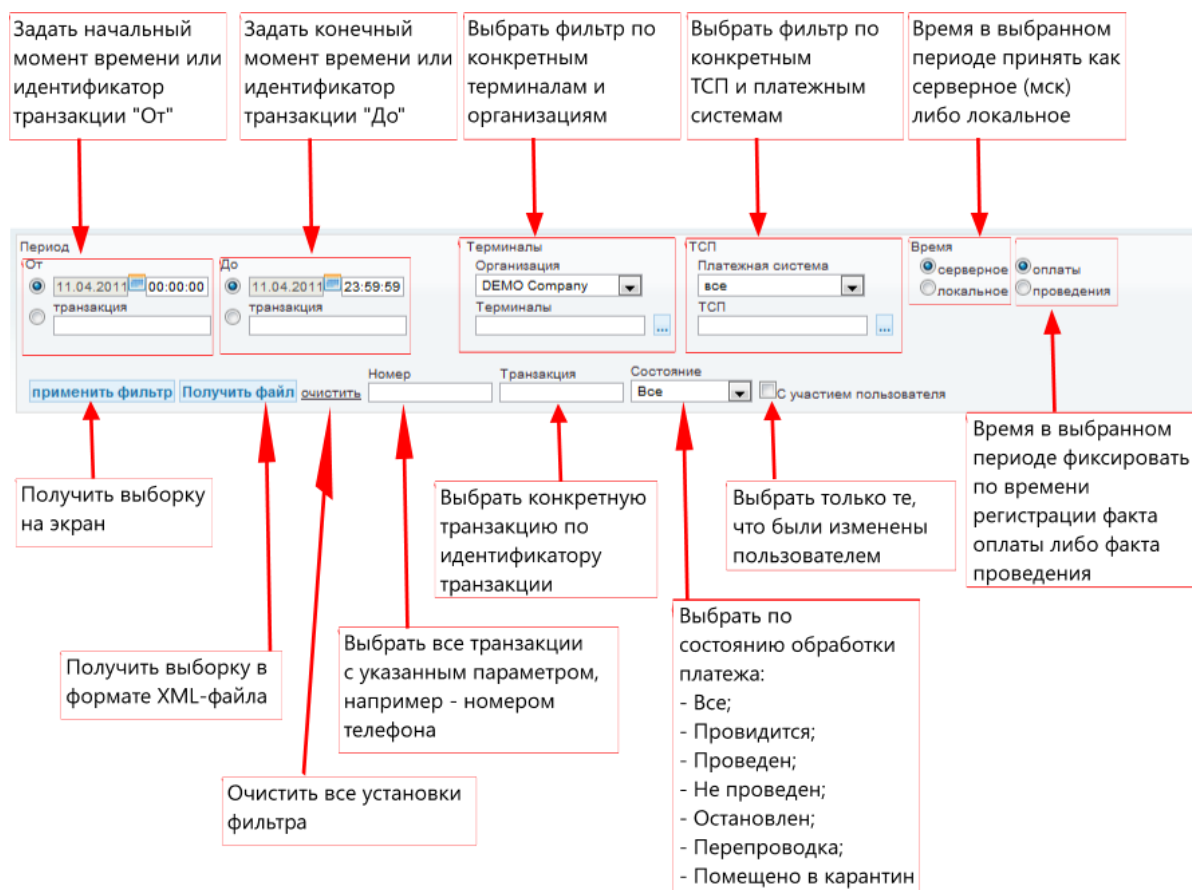 Задать начальный
момент времени или
идентификатор
транзакции "От"
Задать конечный
момент времени или
идентификатор
транзакции "До"
Выбрать фильтр по
конкретным
терминалам и
организациям
Выбрать фильтр по
конкретным
ТСП и платежным
системам
Время в выбранном
периоде принять как
серверное (мск)
либо локальное
Период
От
11.04.2011 00:00:00
транзакция
До
11.04.2011 23:59:59
транзакция
Терминалы
Организация
DEMO Company
Терминалы
...
ТСП
Платежная система
все
ТСП
...
Время
серверное
локальное
оплаты
проведения
применить фильтр
Получить файл
очистить
Номер
Транзакция
Состояние
Все
С участием пользователя
Получить выборку
на экран
Выбрать конкретную
транзакцию по
идентификатору
транзакции
Выбрать только те,
что были изменены
пользователем
Время в выбранном
периоде фиксировать
по времени
регистрации факта
оплаты либо факта
проведения
Получить выборку в
формате XML-файла
Выбрать все транзакции
с указанным параметром,
например - номером
телефона
Выбрать по
состоянию обработки
платежа:
- Все;
- Провидится;
- Проведен;
- Не проведен;
- Остановлен;
- Перепроводка;
- Помещено в карантин
Очистить все установки
фильтра